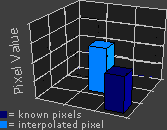 Pixel Value
= known pixels
= interpolated pixel